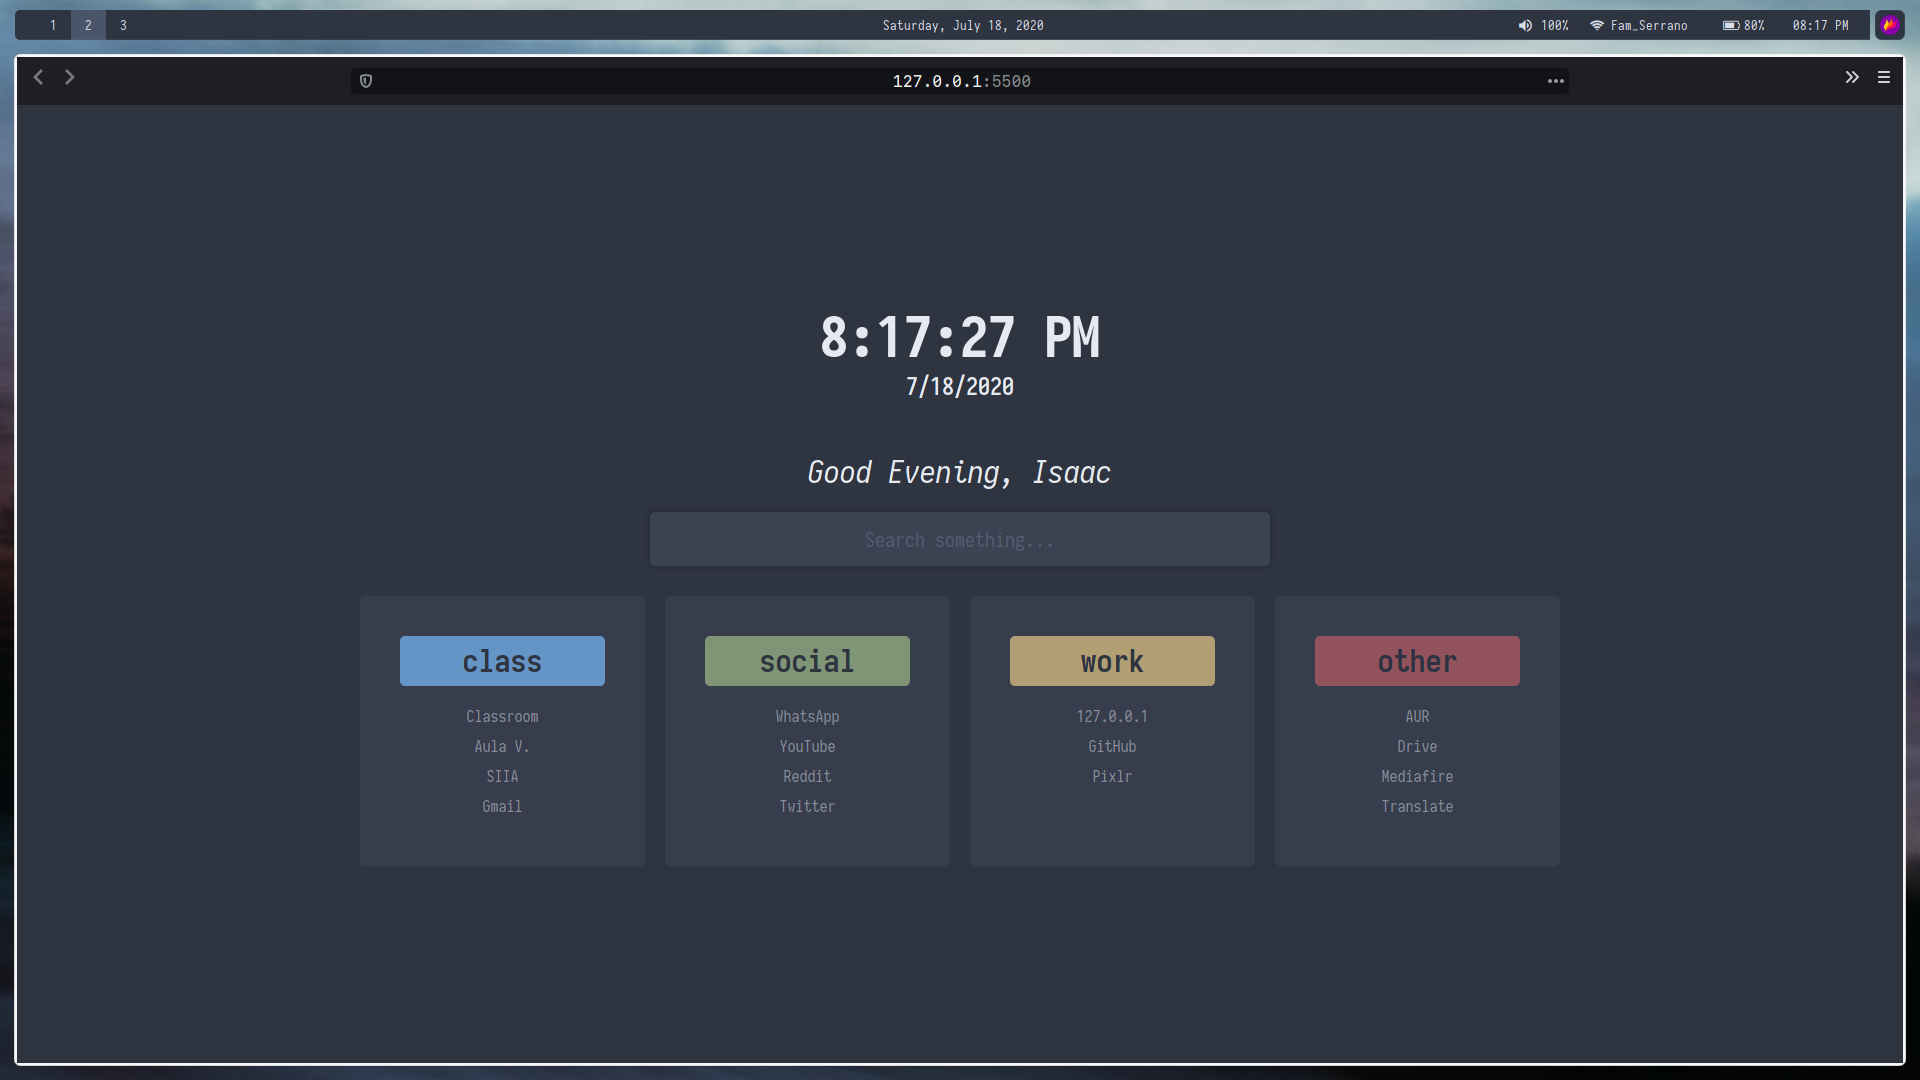 1 2 3 Saturday, July 18, 2020 100% Fam_Serrano 80% 08:17 PM
127.0.0.1:5500
8:17:27 PM
7/18/2020
Good Evening, Isaac
Search something...
class
Classroom
Aula V.
SIIA
Gmail
social
WhatsApp
YouTube
Reddit
Twitter
work
127.0.0.1
GitHub
Pixlr
other
AUR
Drive
Mediafire
Translate